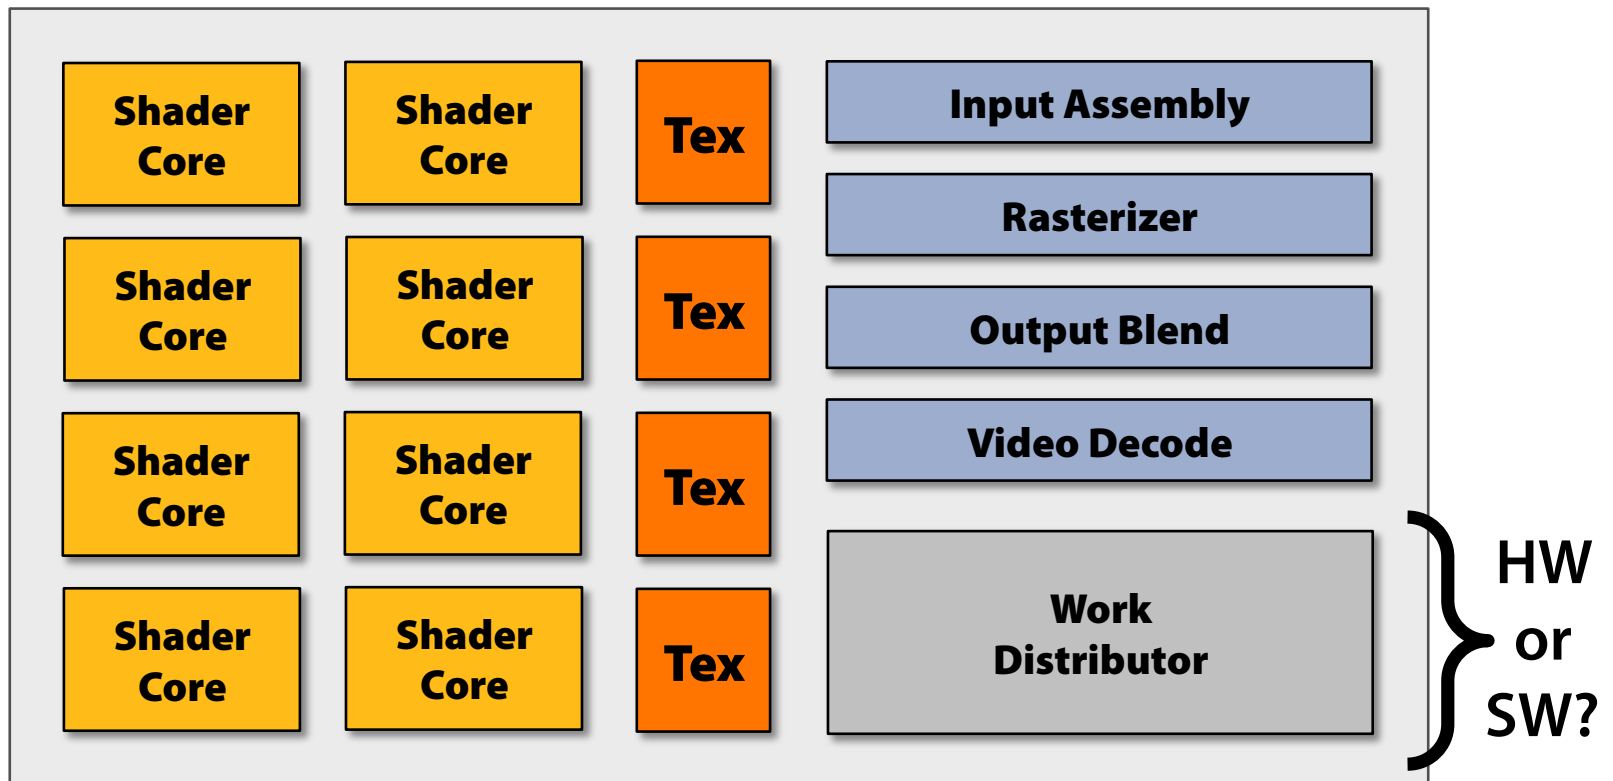 Shader
Core
Shader
Core
Tex
Input Assembly
Rasterizer
Shader
Core
Shader
Core
Tex
Output Blend
Shader
Core
Shader
Core
Tex
Video Decode
Shader
Core
Shader
Core
Tex
Work
Distributor
HW
or
SW?